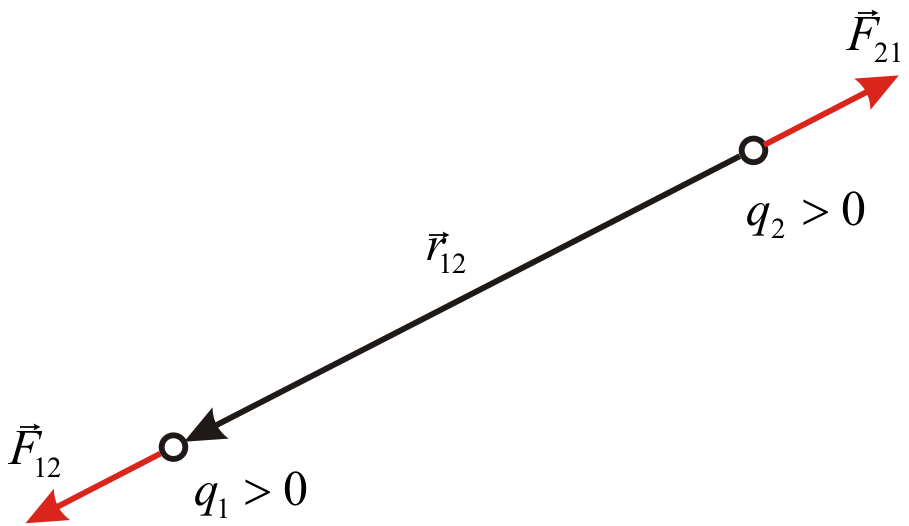 F⃗₂₁
q₂ > 0
r⃗₁₂
F⃗₁₂
q₁ > 0